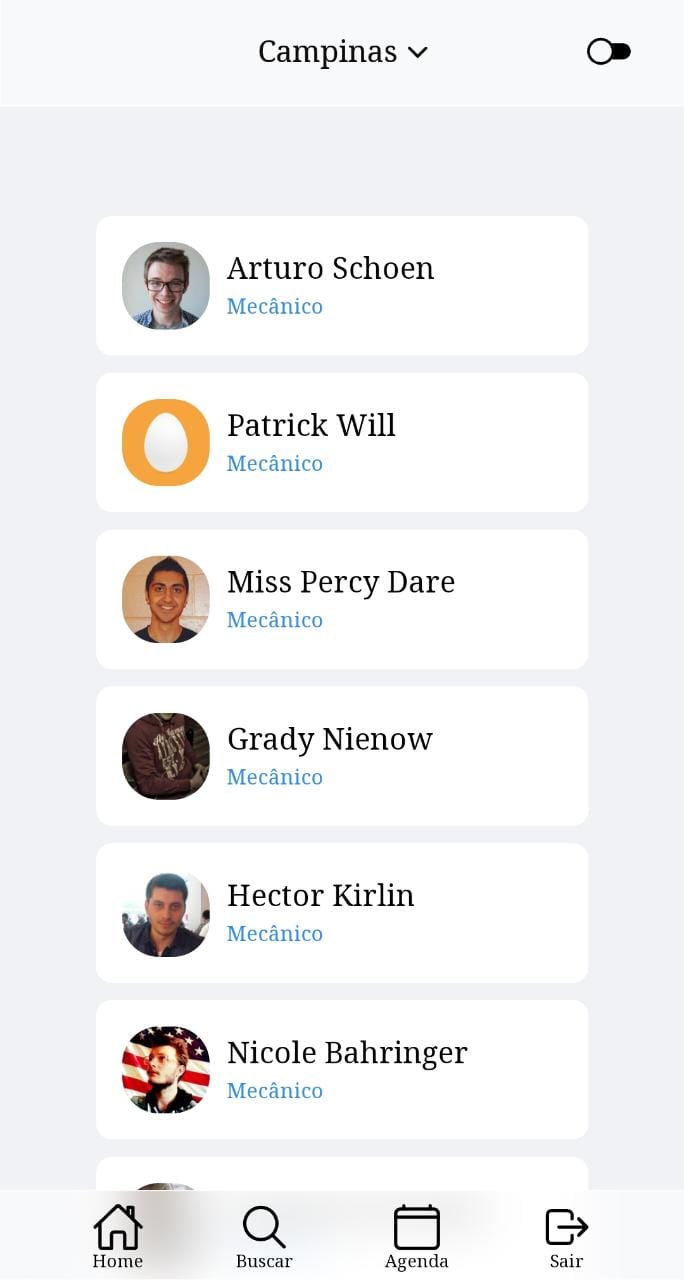 Campinas
Arturo Schoen
Mecânico
Patrick Will
Mecânico
Miss Percy Dare
Mecânico
Grady Nienow
Mecânico
Hector Kirlin
Mecânico
Nicole Bahringer
Mecânico
Home
Buscar
Agenda
Sair